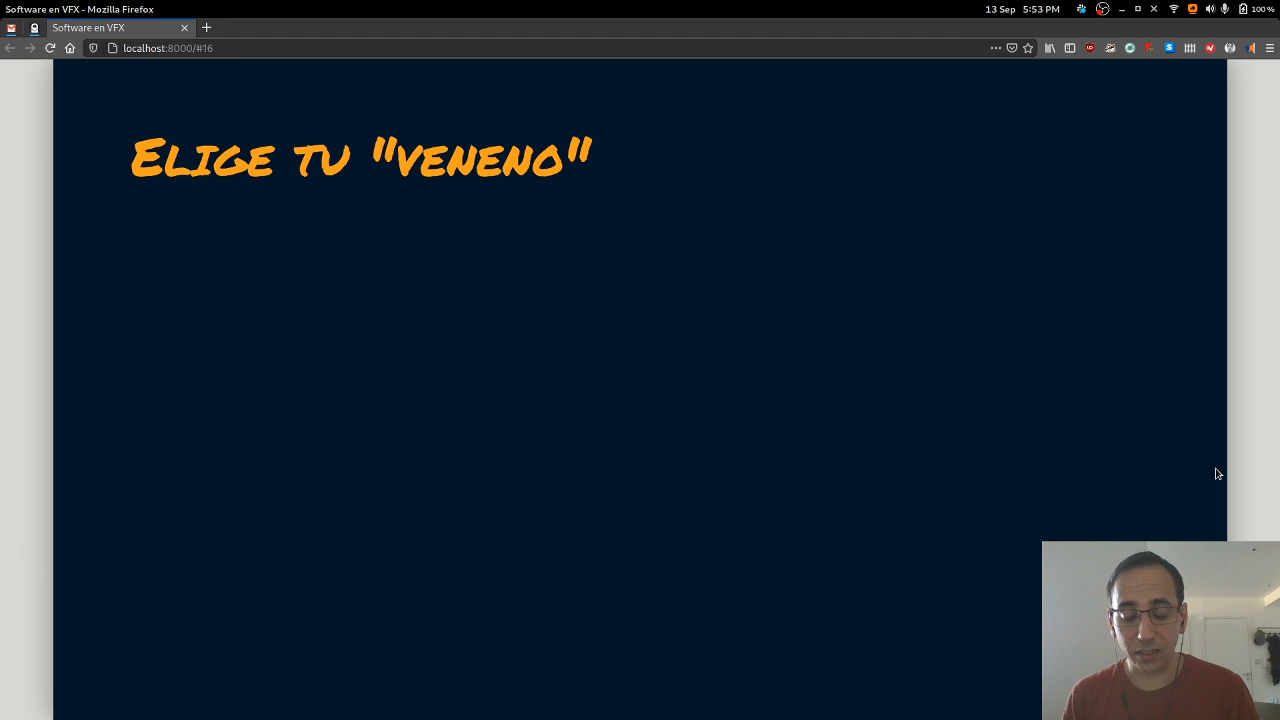 Software en VFX - Mozilla Firefox
13 Sep 5:53 PM
100 %
Software en VFX
localhost:8000/#16
Elige tu "veneno"